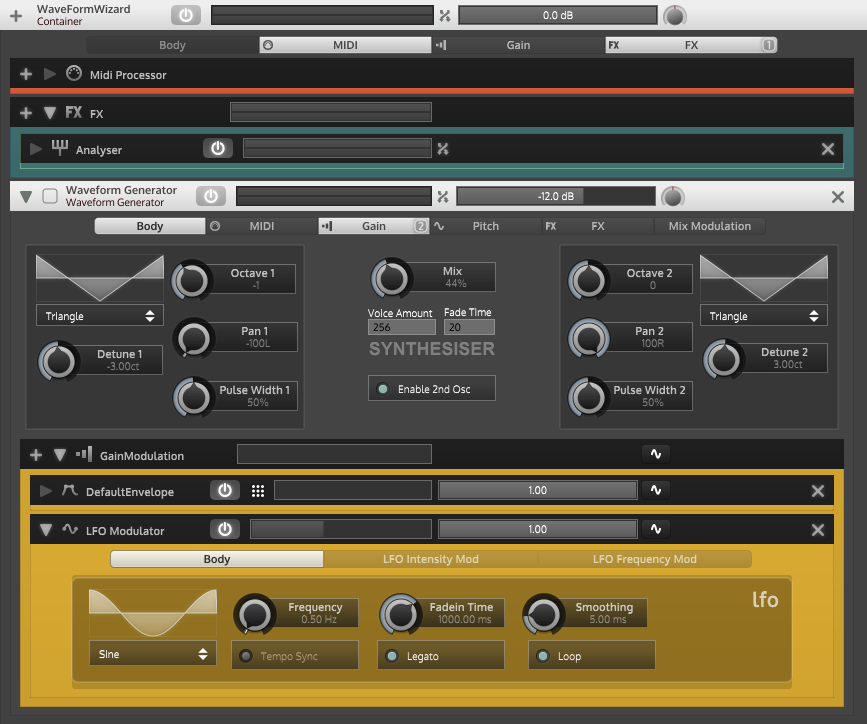 WaveFormWizard
Container
0.0 dB
Body MIDI Gain FX FX 1
Midi Processor
FX FX
Analyser
Waveform Generator
Waveform Generator
-12.0 dB
Body MIDI Gain 2 Pitch FX FX Mix Modulation
Octave 1
-1
Mix
44%
Octave 2
0
Triangle
Voice Amount Fade Time
256 20
Triangle
Pan 1
-100L
SYNTHESISER
Pan 2
100R
Detune 1
-3.00ct
Detune 2
3.00ct
Pulse Width 1
50%
Enable 2nd Osc
Pulse Width 2
50%
GainModulation
DefaultEnvelope 1.00
LFO Modulator 1.00
Body LFO Intensity Mod LFO Frequency Mod
lfo
Frequency
0.50 Hz
Fadein Time
1000.00 ms
Smoothing
5.00 ms
Sine Tempo Sync Legato Loop